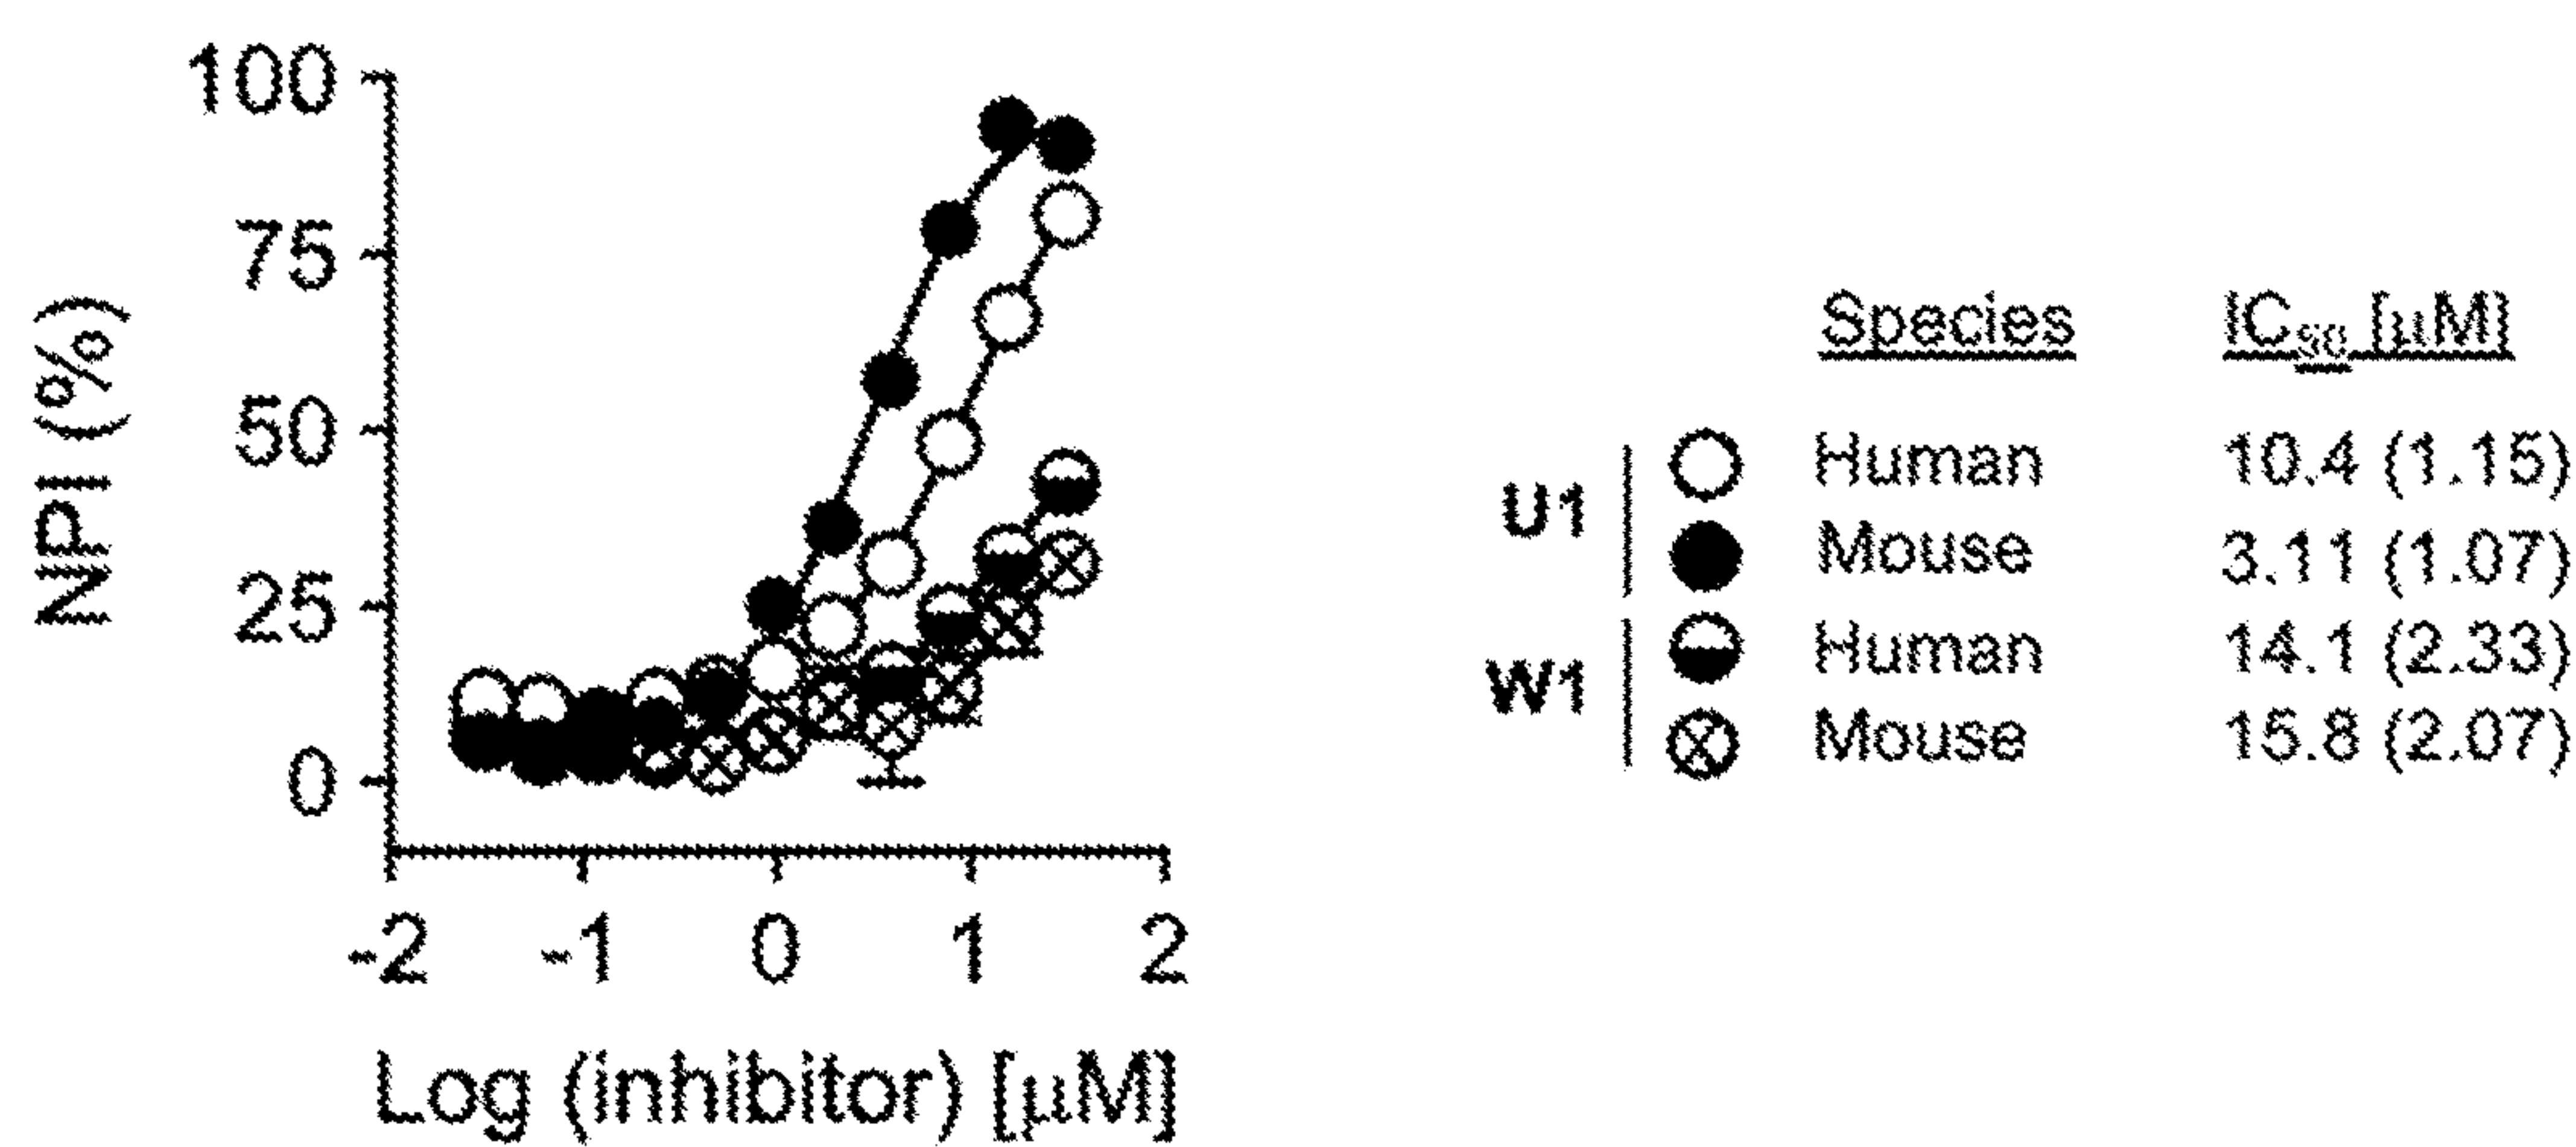 100
75
50
25
0
NPI (%)
-2 -1 0 1 2
Log (inhibitor) [μM]
Species IC50 [μM]
U1
Human 10.4 (1.15)
Mouse 3.11 (1.07)
W1
Human 14.1 (2.33)
Mouse 15.8 (2.07)